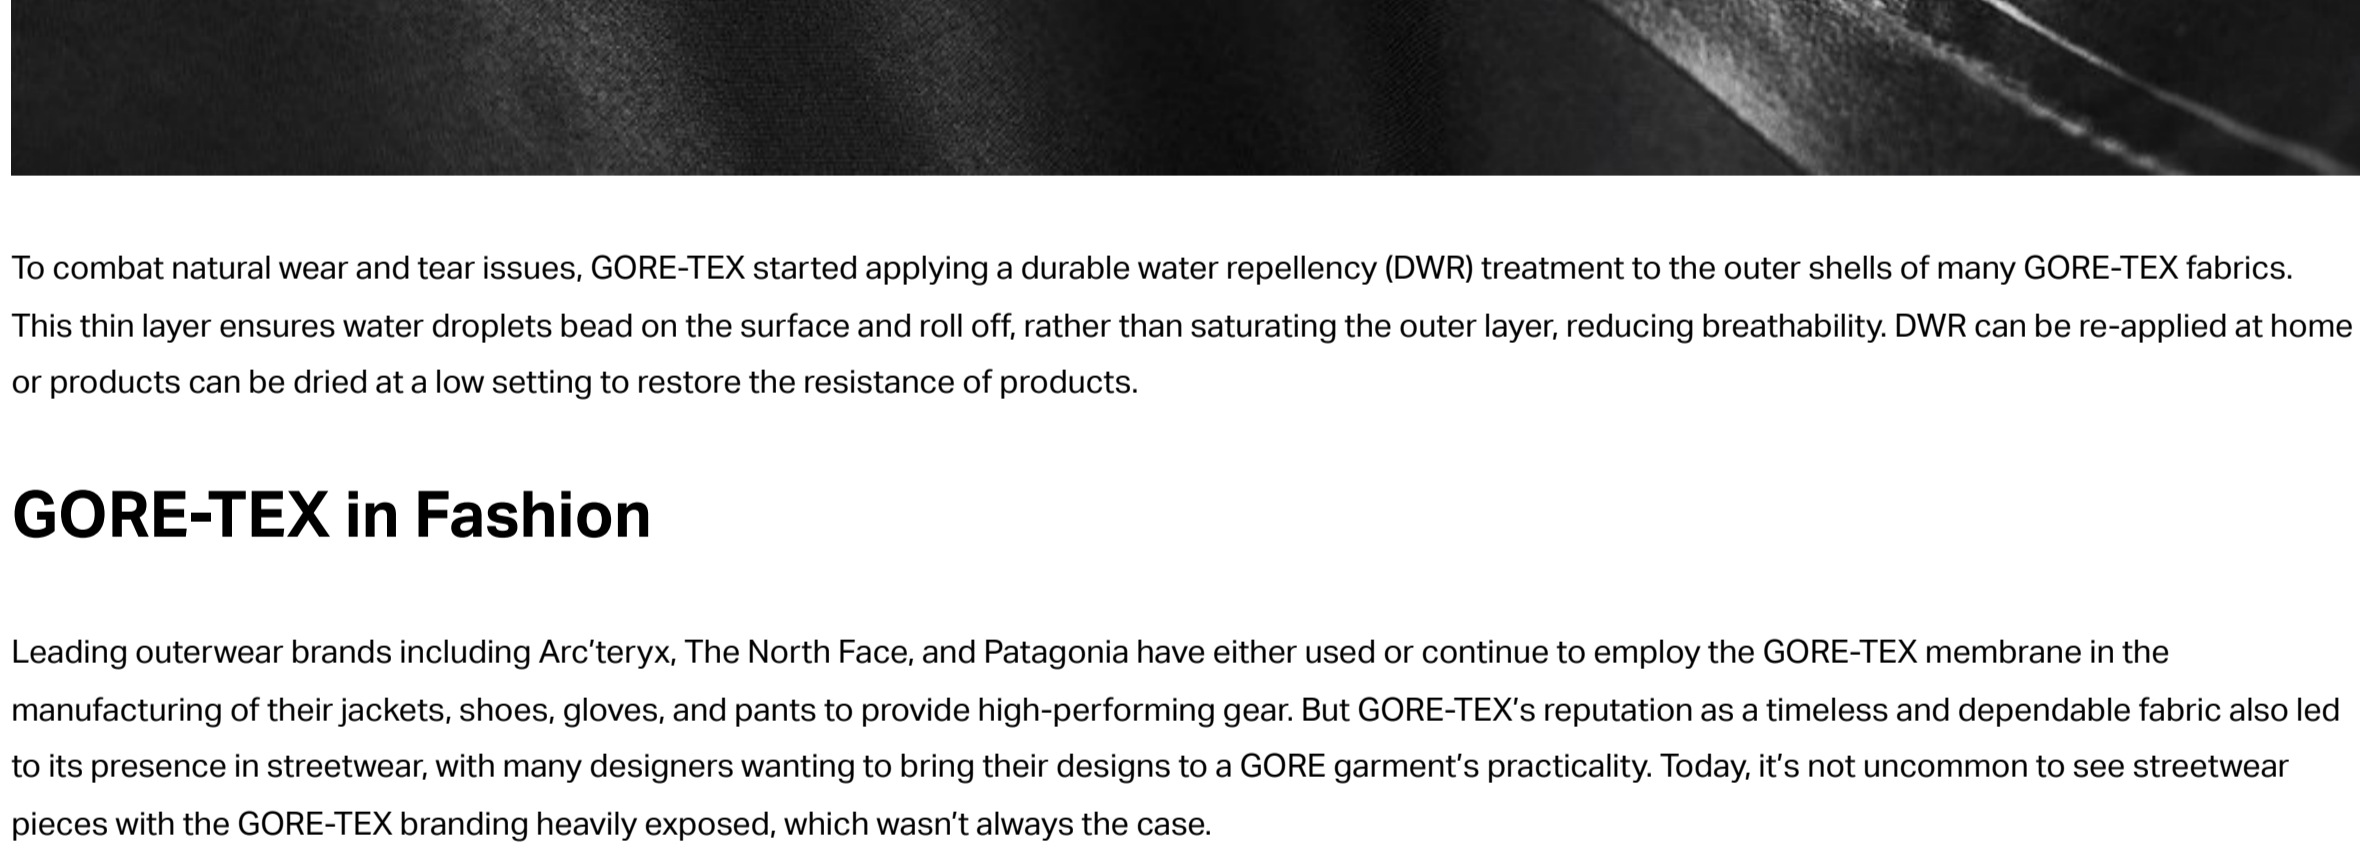 To combat natural wear and tear issues, GORE-TEX started applying a durable water repellency (DWR) treatment to the outer shells of many GORE-TEX fabrics.
This thin layer ensures water droplets bead on the surface and roll off, rather than saturating the outer layer, reducing breathability. DWR can be re-applied at home
or products can be dried at a low setting to restore the resistance of products.
GORE-TEX in Fashion
Leading outerwear brands including Arc’teryx, The North Face, and Patagonia have either used or continue to employ the GORE-TEX membrane in the
manufacturing of their jackets, shoes, gloves, and pants to provide high-performing gear. But GORE-TEX’s reputation as a timeless and dependable fabric also led
to its presence in streetwear, with many designers wanting to bring their designs to a GORE garment’s practicality. Today, it’s not uncommon to see streetwear
pieces with the GORE-TEX branding heavily exposed, which wasn’t always the case.